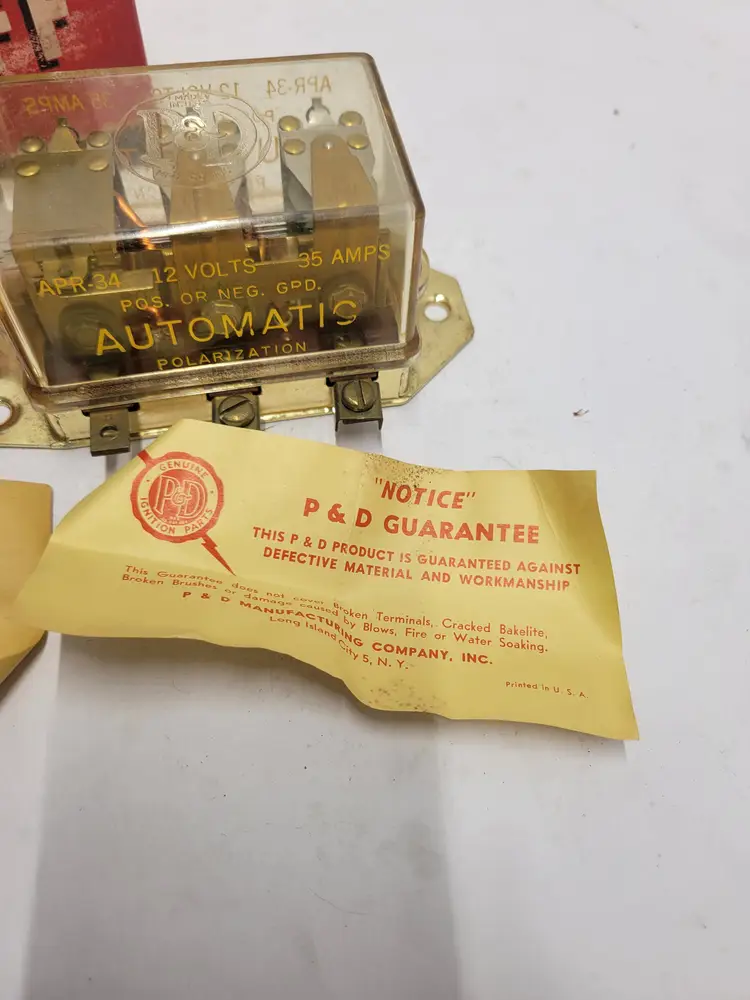 P&D
APR-34 12 VOLTS 35 AMPS
POS. OR NEG. GRD.
AUTOMATIC
POLARIZATION
GENUINE
P&D
IGNITION PARTS
"NOTICE"
P & D GUARANTEE
THIS P & D PRODUCT IS GUARANTEED AGAINST
DEFECTIVE MATERIAL AND WORKMANSHIP
This Guarantee does not cover Broken Terminals, Cracked Bakelite,
Broken Brushes or damage caused by Blows, Fire or Water Soaking.
P & D MANUFACTURING COMPANY, INC.
Long Island City 5, N. Y.
Printed in U. S. A.